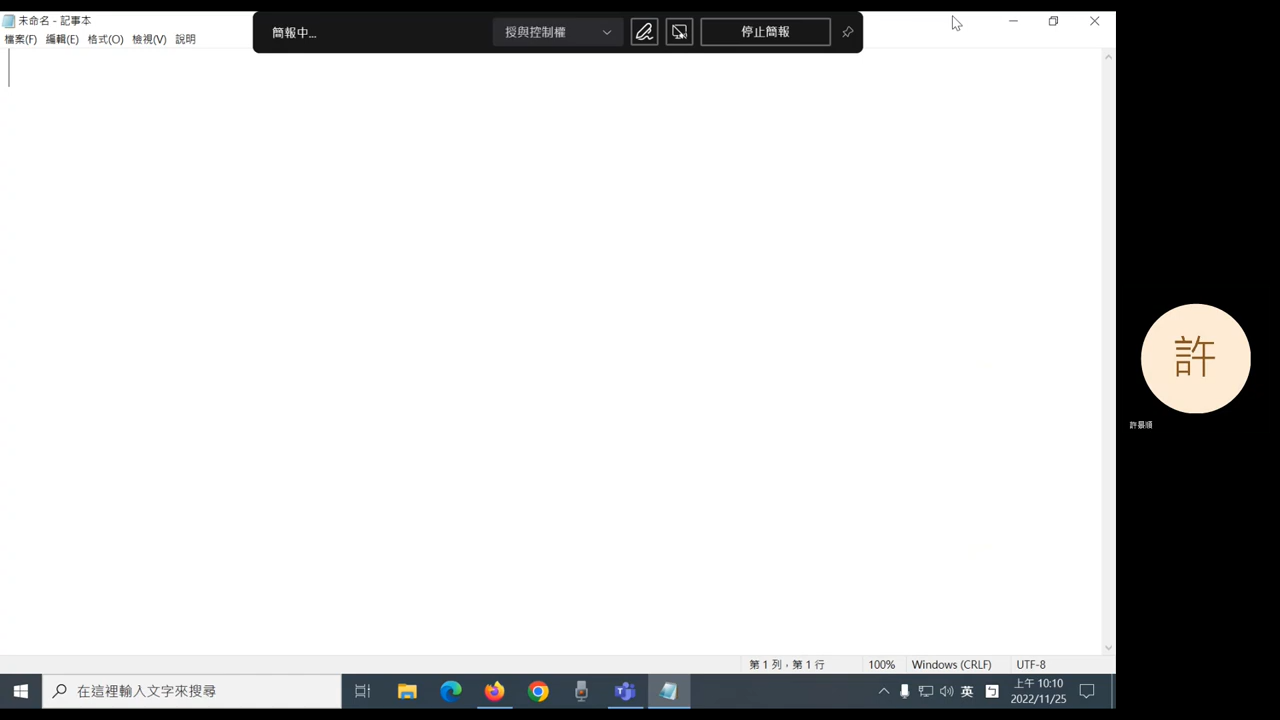 未命名 - 記事本
檔案(F) 編輯(E) 格式(O) 檢視(V) 說明
簡報中... 授與控制權 停止簡報
許
許景順
第 1 列，第 1 行 100% Windows (CRLF) UTF-8
在這裡輸入文字來搜尋
英 ㄅ
上午 10:10
2022/11/25